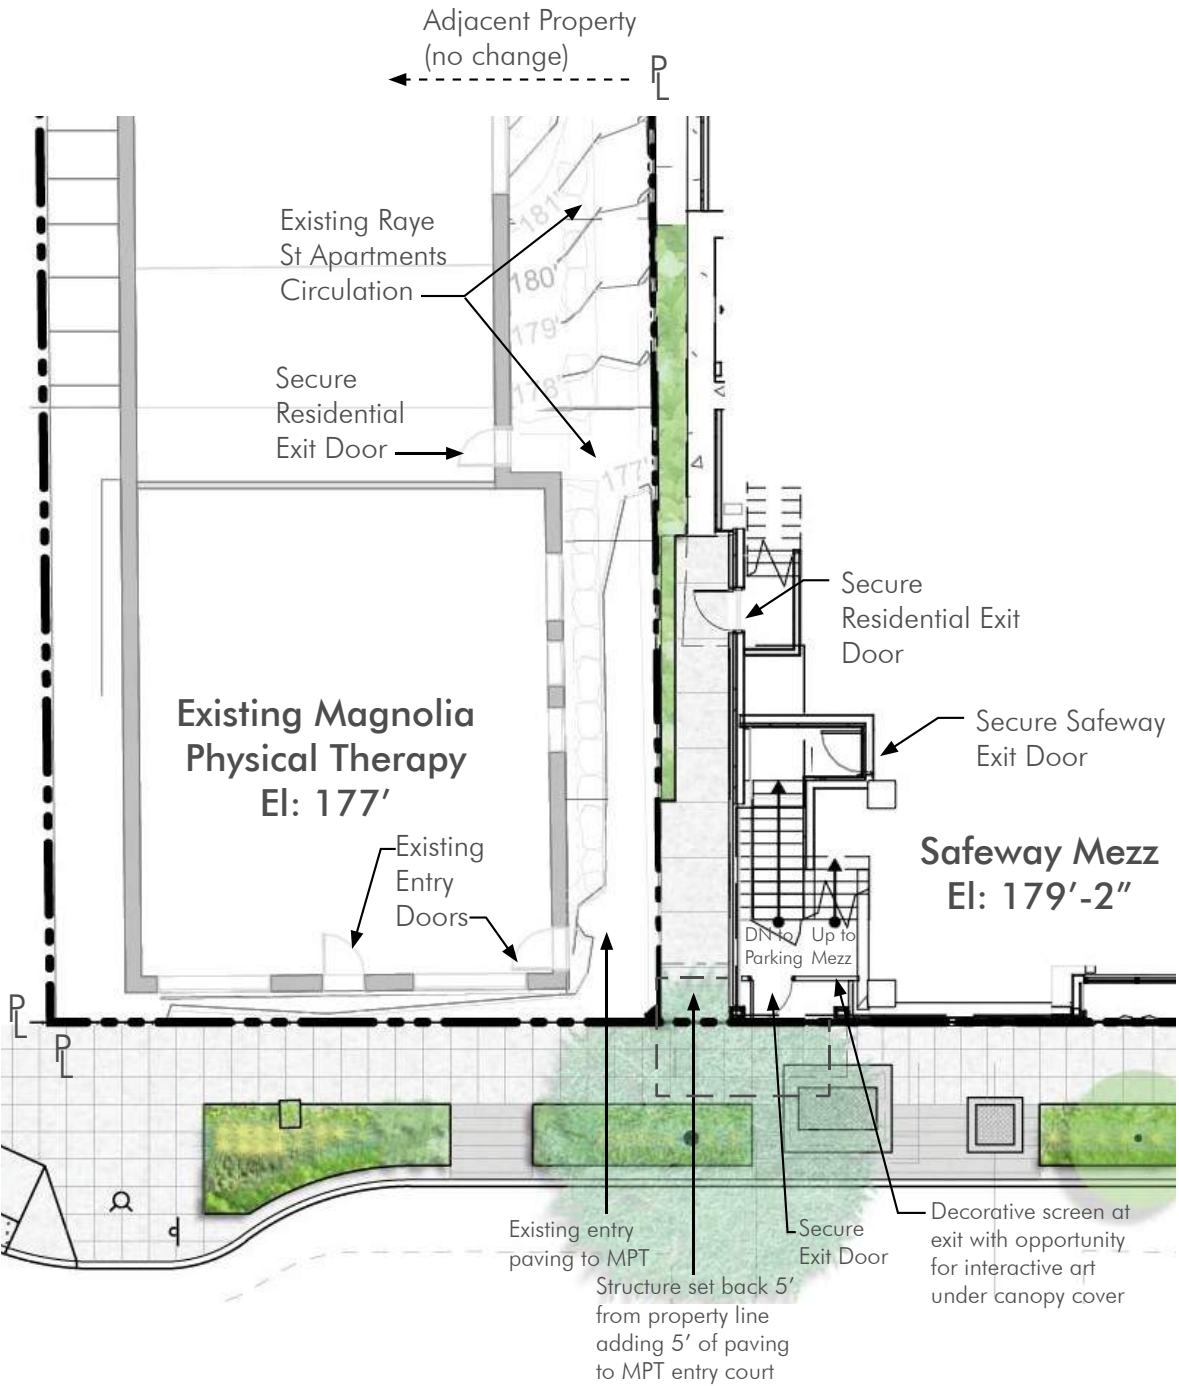 Adjacent Property
(no change)
PL
Existing Raye
St Apartments
Circulation
181'
180'
179'
178'
177'
Secure
Residential
Exit Door
Secure
Residential Exit
Door
Secure Safeway
Exit Door
Existing Magnolia
Physical Therapy
El: 177’
Existing
Entry
Doors
Safeway Mezz
El: 179’-2”
DN to
Parking
Up to
Mezz
PL
PL
Existing entry
paving to MPT
Structure set back 5’
from property line
adding 5’ of paving
to MPT entry court
Secure
Exit Door
Decorative screen at
exit with opportunity
for interactive art
under canopy cover